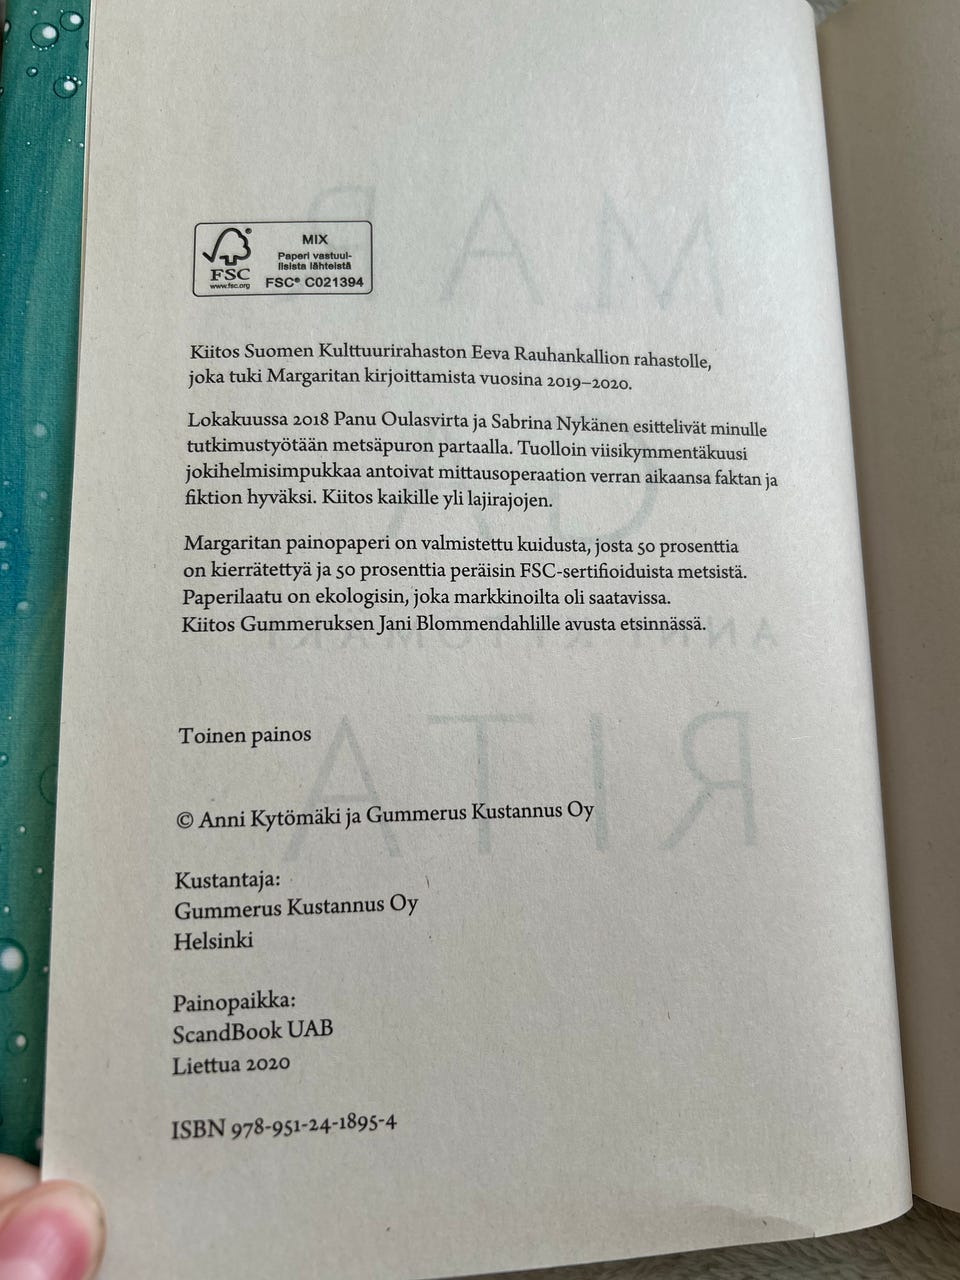 MIX
Paperi vastuul-
lisista lähteistä
FSC® C021394
FSC
www.fsc.org
Kiitos Suomen Kulttuurirahaston Eeva Rauhankallion rahastolle,
joka tuki Margaritan kirjoittamista vuosina 2019–2020.
Lokakuussa 2018 Panu Oulasvirta ja Sabrina Nykänen esittelivät minulle
tutkimustyötään metsäpuron partaalla. Tuolloin viisikymmentäkuusi
jokihelmisimpukkaa antoivat mittausoperaation verran aikaansa faktan ja
fiktion hyväksi. Kiitos kaikille yli lajirajojen.
Margaritan painopaperi on valmistettu kuidusta, josta 50 prosenttia
on kierrätettyä ja 50 prosenttia peräisin FSC-sertifioiduista metsistä.
Paperilaatu on ekologisin, joka markkinoilta oli saatavissa.
Kiitos Gummeruksen Jani Blommendahlille avusta etsinnässä.
Toinen painos
© Anni Kytömäki ja Gummerus Kustannus Oy
Kustantaja:
Gummerus Kustannus Oy
Helsinki
Painopaikka:
ScandBook UAB
Liettua 2020
ISBN 978-951-24-1895-4